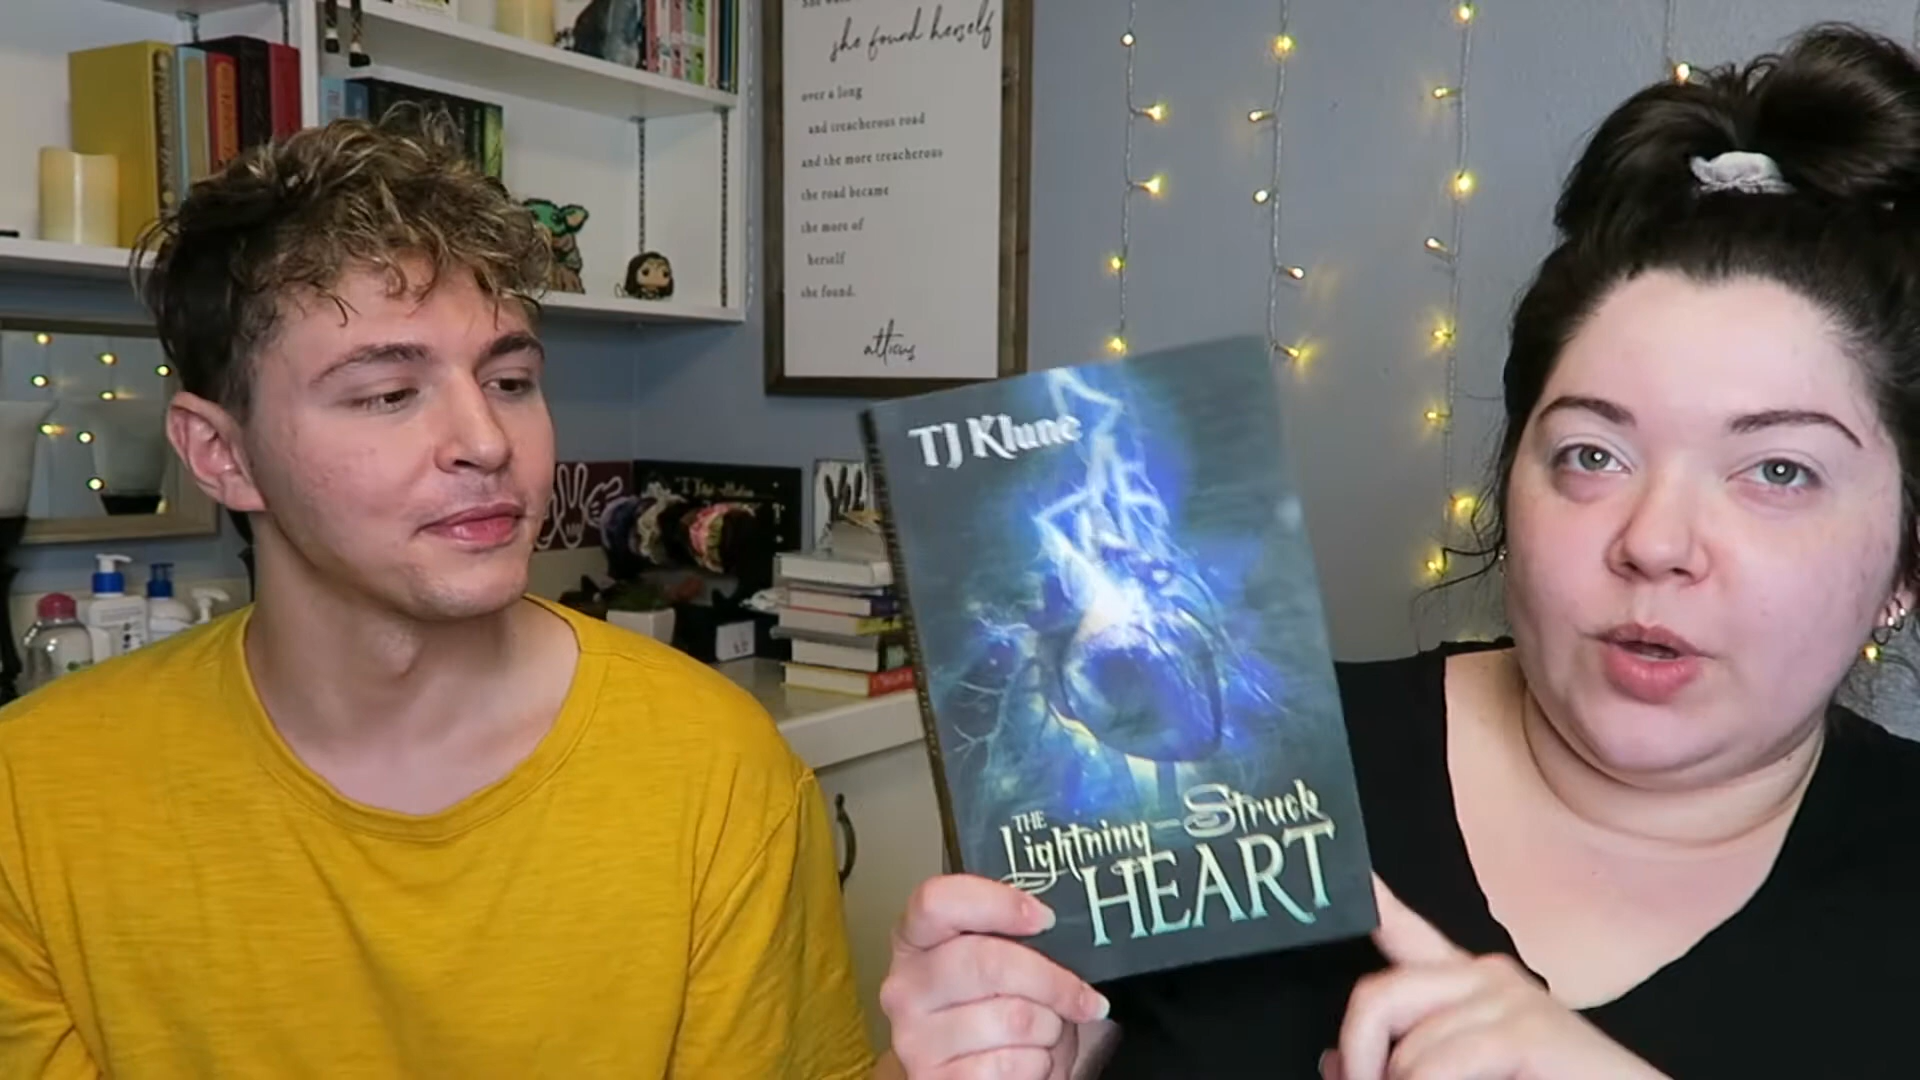 she found herself
over a long
and treacherous road
and the more treacherous
the road became
the more of
herself
she found.
atticus
TJ Klune
THE
Lightning-Struck
HEART